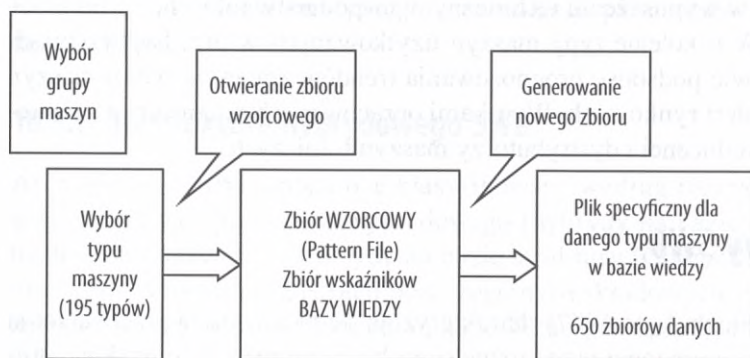 Wybór
grupy
maszyn
Otwieranie zbioru
wzorcowego
Generowanie
nowego zbioru
Wybór
typu
maszyny
(195 typów)
Zbiór WZORCOWY
(Pattern File)
Zbiór wskaźników
BAZY WIEDZY
Plik specyficzny dla
danego typu maszyny
w bazie wiedzy
650 zbiorów danych